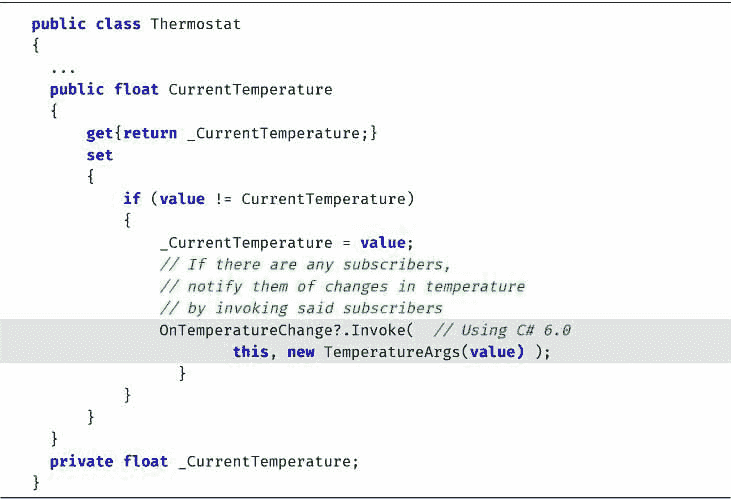 public class Thermostat
{
  ...
  public float CurrentTemperature
  {
      get{return _CurrentTemperature;}
      set
      {
          if (value != CurrentTemperature)
          {
              _CurrentTemperature = value;
              // If there are any subscribers,
              // notify them of changes in temperature
              // by invoking said subscribers
              OnTemperatureChange?.Invoke(  // Using C# 6.0
                      this, new TemperatureArgs(value) );
                }
          }
      }
  }
  private float _CurrentTemperature;
}